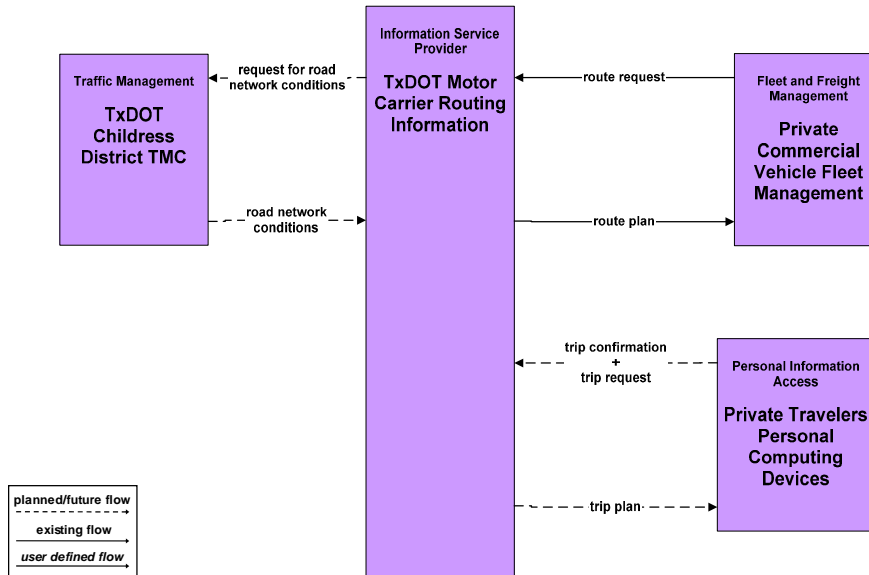 Information Service
Provider
TxDOT Motor
Carrier Routing
Information
Traffic Management
TxDOT
Childress
District TMC
request for road
network conditions
road network
conditions
route request
route plan
Fleet and Freight
Management
Private
Commercial
Vehicle Fleet
Management
trip confirmation
+
trip request
trip plan
Personal Information
Access
Private Travelers
Personal
Computing
Devices
planned/future flow
existing flow
user defined flow